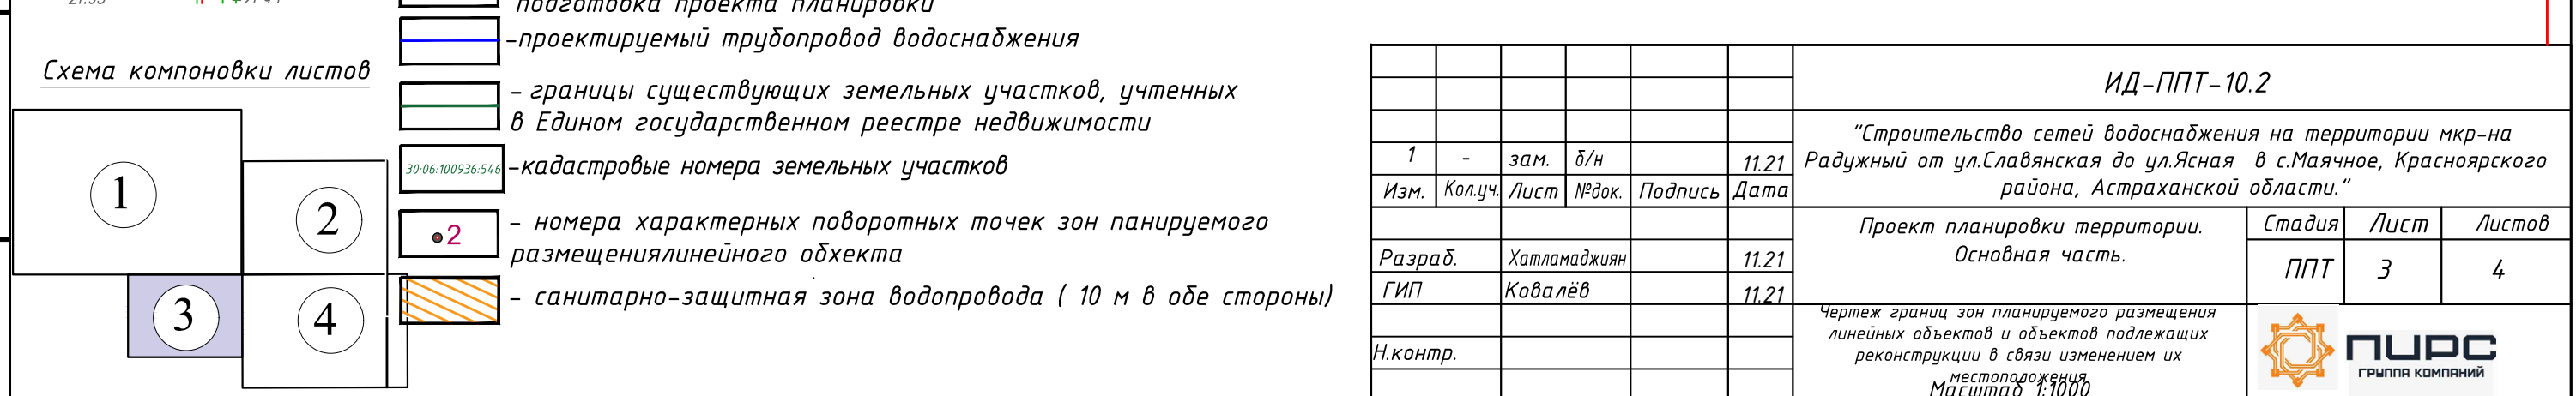 подготовка проекта планировки
-проектируемый трубопровод водоснабжения
Схема компоновки листов
1
2
3
4
- границы существующих земельных участков, учтенных
в Едином государственном реестре недвижимости
30:06:100936:546
-кадастровые номера земельных участков
2
- номера характерных поворотных точек зон панируемого
размещениялинейного обхекта
- санитарно-защитная зона водопровода ( 10 м в обе стороны)
ИД-ППТ-10.2
"Строительство сетей водоснабжения на территории мкр-на
Радужный от ул.Славянская до ул.Ясная в с.Маячное, Красноярского
района, Астраханской области."
1 - зам. б/н 11.21
Изм. Кол.уч. Лист №док. Подпись Дата
Разраб. Хатламаджиян 11.21
ГИП Ковалёв 11.21
Н.контр.
Проект планировки территории.
Основная часть.
Стадия Лист Листов
ППТ 3 4
Чертеж границ зон планируемого размещения
линейных объектов и объектов подлежащих
реконструкции в связи изменением их
местоположения
Масштаб 1:1000
ПИРС
ГРУППА КОМПАНИЙ